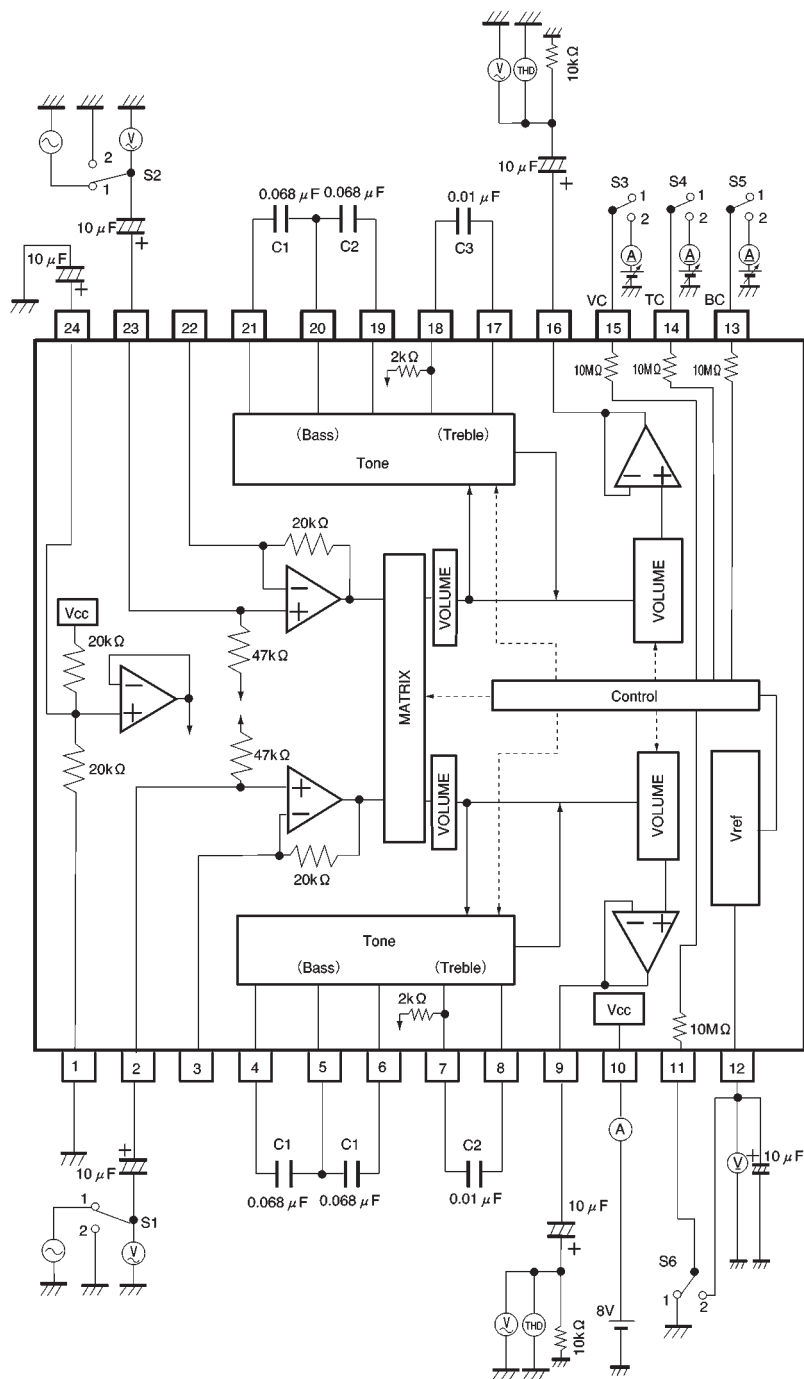 V THD 10kΩ
2
1 S2
V
10 μF +
10 μF +
0.068 μF 0.068 μF
C1 C2
0.01 μF
C3
10 μF +
S3 1 2 A
S4 1 2 A
S5 1 2 A
VC TC BC
24 23 22 21 20 19 18 17 16 15 14 13
2kΩ
10MΩ 10MΩ 10MΩ
(Bass) (Treble)
Tone
− +
20kΩ
− +
VOLUME
VOLUME
Vcc
20kΩ
47kΩ
− +
MATRIX
Control
47kΩ
20kΩ
+ −
VOLUME
VOLUME
Vref
20kΩ
− +
Tone
(Bass) (Treble)
2kΩ
Vcc
10MΩ
1 2 3 4 5 6 7 8 9 10 11 12
+ 10 μF
C1 C1
0.068 μF 0.068 μF
C2
0.01 μF
A
V + 10 μF
1 2 S1
V
10 μF +
S6
1 2
V THD 10kΩ
8V